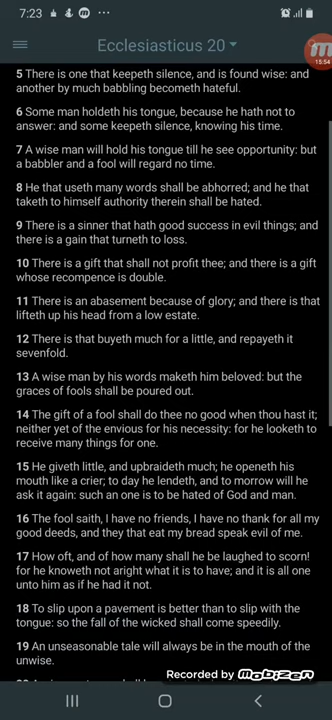 7:23
15:54
Ecclesiasticus 20
5 There is one that keepeth silence, and is found wise: and
another by much babbling becometh hateful.
6 Some man holdeth his tongue, because he hath not to
answer: and some keepeth silence, knowing his time.
7 A wise man will hold his tongue till he see opportunity: but
a babbler and a fool will regard no time.
8 He that useth many words shall be abhorred; and he that
taketh to himself authority therein shall be hated.
9 There is a sinner that hath good success in evil things; and
there is a gain that turneth to loss.
10 There is a gift that shall not profit thee; and there is a gift
whose recompence is double.
11 There is an abasement because of glory; and there is that
lifteth up his head from a low estate.
12 There is that buyeth much for a little, and repayeth it
sevenfold.
13 A wise man by his words maketh him beloved: but the
graces of fools shall be poured out.
14 The gift of a fool shall do thee no good when thou hast it;
neither yet of the envious for his necessity: for he looketh to
receive many things for one.
15 He giveth little, and upbraideth much; he openeth his
mouth like a crier; to day he lendeth, and to morrow will he
ask it again: such an one is to be hated of God and man.
16 The fool saith, I have no friends, I have no thank for all my
good deeds, and they that eat my bread speak evil of me.
17 How oft, and of how many shall he be laughed to scorn!
for he knoweth not aright what it is to have; and it is all one
unto him as if he had it not.
18 To slip upon a pavement is better than to slip with the
tongue: so the fall of the wicked shall come speedily.
19 An unseasonable tale will always be in the mouth of the
unwise.
Recorded by Mobizen